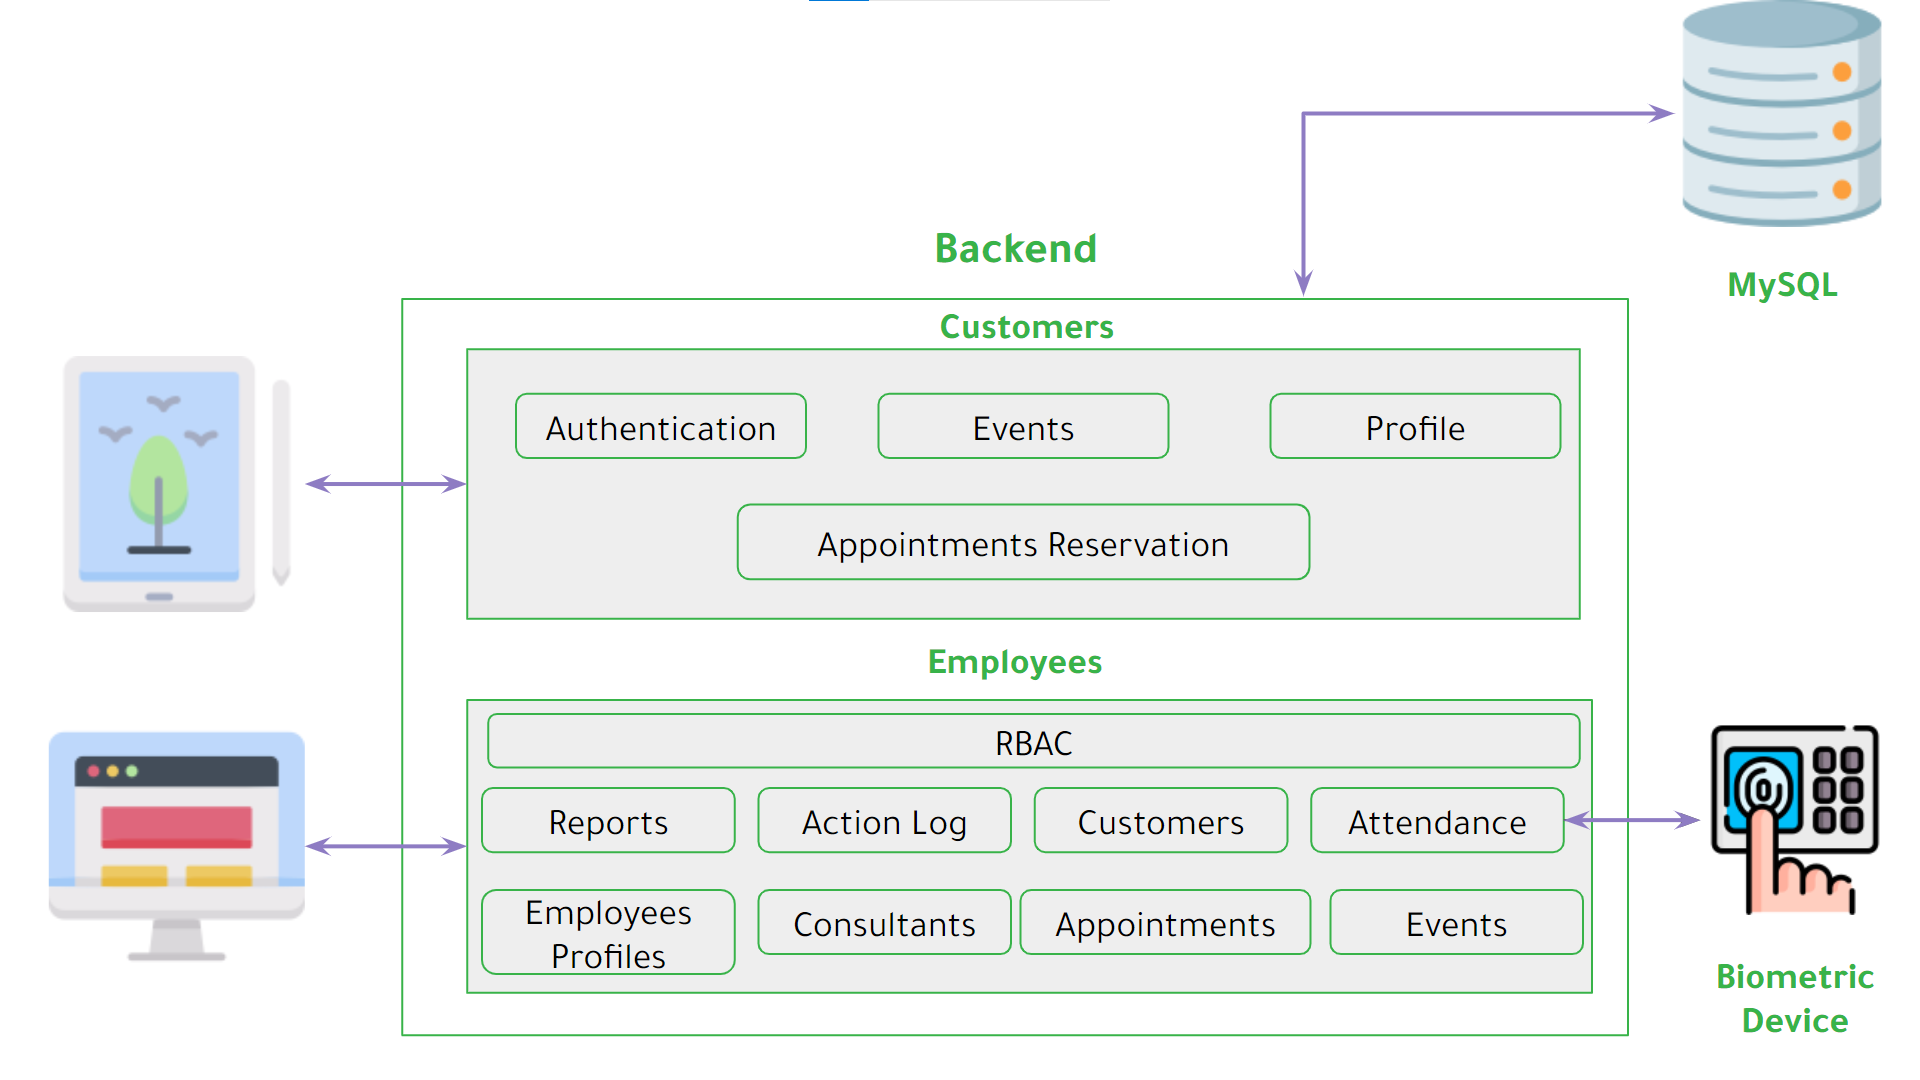 Backend
MySQL
Customers
Authentication
Events
Profile
Appointments Reservation
Employees
RBAC
Reports
Action Log
Customers
Attendance
Employees
Profiles
Consultants
Appointments
Events
Biometric
Device